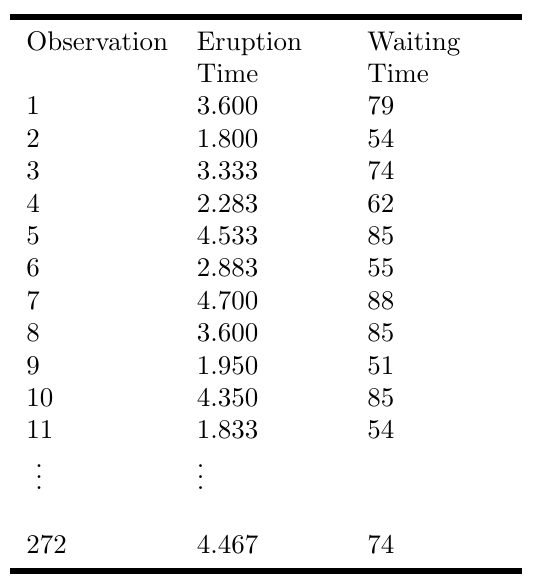 Observation Eruption Waiting
Time Time
1 3.600 79
2 1.800 54
3 3.333 74
4 2.283 62
5 4.533 85
6 2.883 55
7 4.700 88
8 3.600 85
9 1.950 51
10 4.350 85
11 1.833 54
⋮ ⋮
272 4.467 74